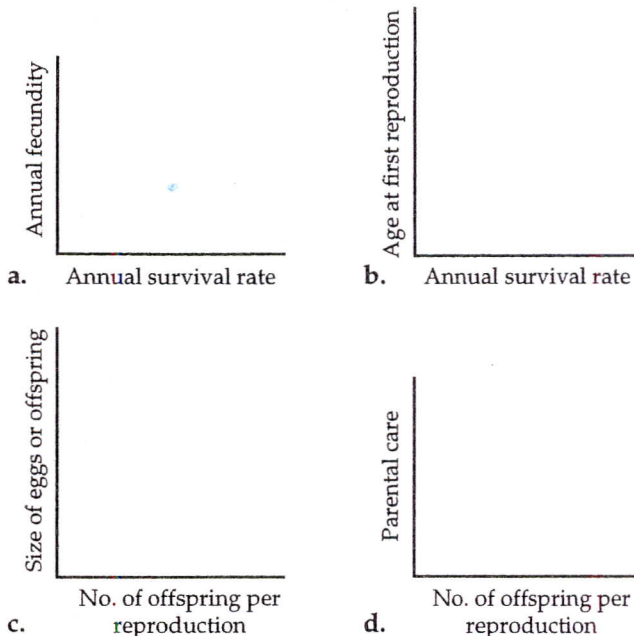 Annual fecundity
a. Annual survival rate
Age at first reproduction
b. Annual survival rate
Size of eggs or offspring
c. No. of offspring per
reproduction
Parental care
d. No. of offspring per
reproduction